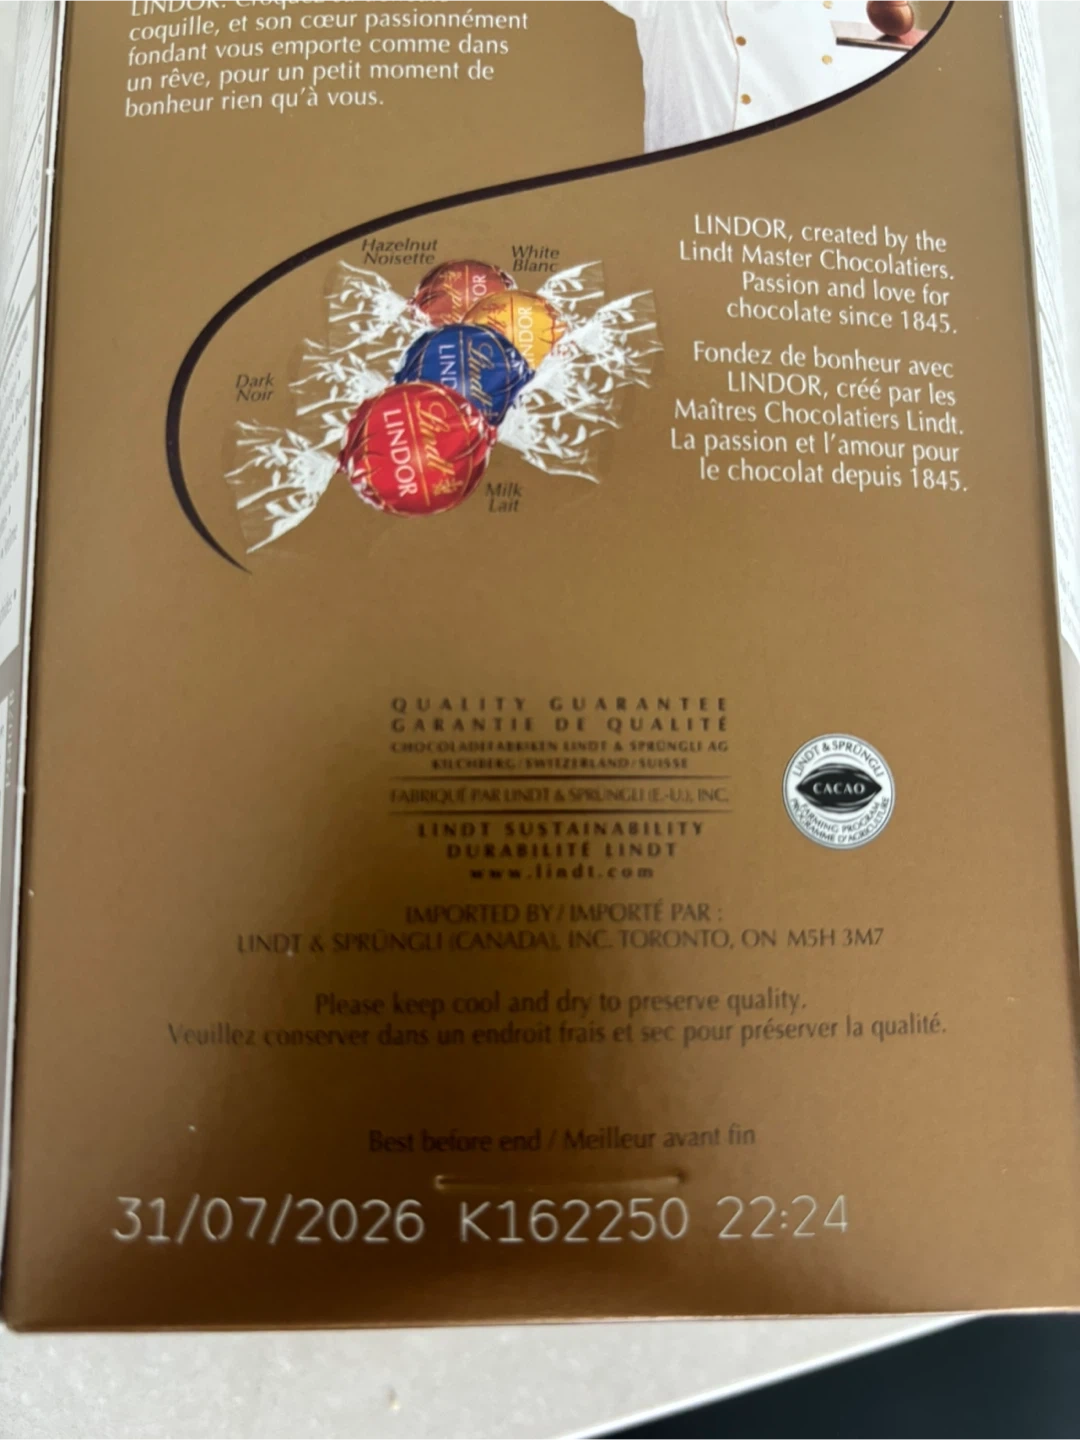 LINDOR. Croquez
coquille, et son cœur passionnément
fondant vous emporte comme dans
un rêve, pour un petit moment de
bonheur rien qu'à vous.
Hazelnut
Noisette
White
Blanc
Dark
Noir
Milk
Lait
LINDOR
Lindt
LINDOR, created by the
Lindt Master Chocolatiers.
Passion and love for
chocolate since 1845.
Fondez de bonheur avec
LINDOR, créé par les
Maîtres Chocolatiers Lindt.
La passion et l'amour pour
le chocolat depuis 1845.
QUALITY GUARANTEE
GARANTIE DE QUALITÉ
CHOCOLADEFABRIKEN LINDT & SPRÜNGLI AG
KILCHBERG / SWITZERLAND / SUISSE
FABRIQUÉ PAR LINDT & SPRÜNGLI (É.-U.), INC.
LINDT SUSTAINABILITY
DURABILITÉ LINDT
www.lindt.com
LINDT & SPRÜNGLI
CACAO
FARMING PROGRAM
PROGRAMME D'AGRICULTURE
IMPORTED BY / IMPORTÉ PAR :
LINDT & SPRÜNGLI (CANADA), INC. TORONTO, ON M5H 3M7
Please keep cool and dry to preserve quality.
Veuillez conserver dans un endroit frais et sec pour préserver la qualité.
Best before end / Meilleur avant fin
31/07/2026 K162250 22:24